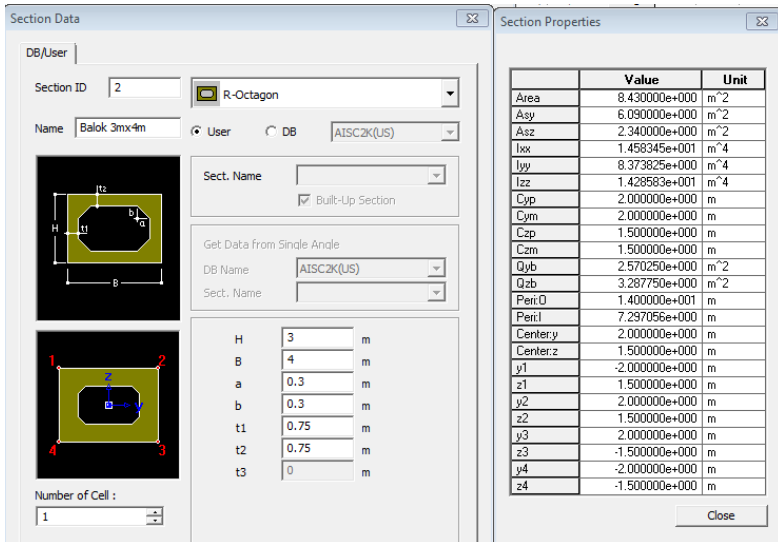 Section Data
DB/User
Section ID 2 R-Octagon
Name Balok 3mx4m User DB AISC2K(US)
t2
b
a
H t1
B
Sect. Name
Built-Up Section
Get Data from Single Angle
DB Name AISC2K(US)
Sect. Name
1 2
z
y
4 3
H 3 m
B 4 m
a 0.3 m
b 0.3 m
t1 0.75 m
t2 0.75 m
t3 0 m
Number of Cell :
1
Section Properties
Value Unit
Area 8.430000e+000 m^2
Asy 6.090000e+000 m^2
Asz 2.340000e+000 m^2
Ixx 1.458345e+001 m^4
Iyy 8.373825e+000 m^4
Izz 1.428583e+001 m^4
Cyp 2.000000e+000 m
Cym 2.000000e+000 m
Czp 1.500000e+000 m
Czm 1.500000e+000 m
Qyb 2.570250e+000 m^2
Qzb 3.287750e+000 m^2
Peri:O 1.400000e+001 m
Peri:I 7.297056e+000 m
Center:y 2.000000e+000 m
Center:z 1.500000e+000 m
y1 -2.000000e+000 m
z1 1.500000e+000 m
y2 2.000000e+000 m
z2 1.500000e+000 m
y3 2.000000e+000 m
z3 -1.500000e+000 m
y4 -2.000000e+000 m
z4 -1.500000e+000 m
Close